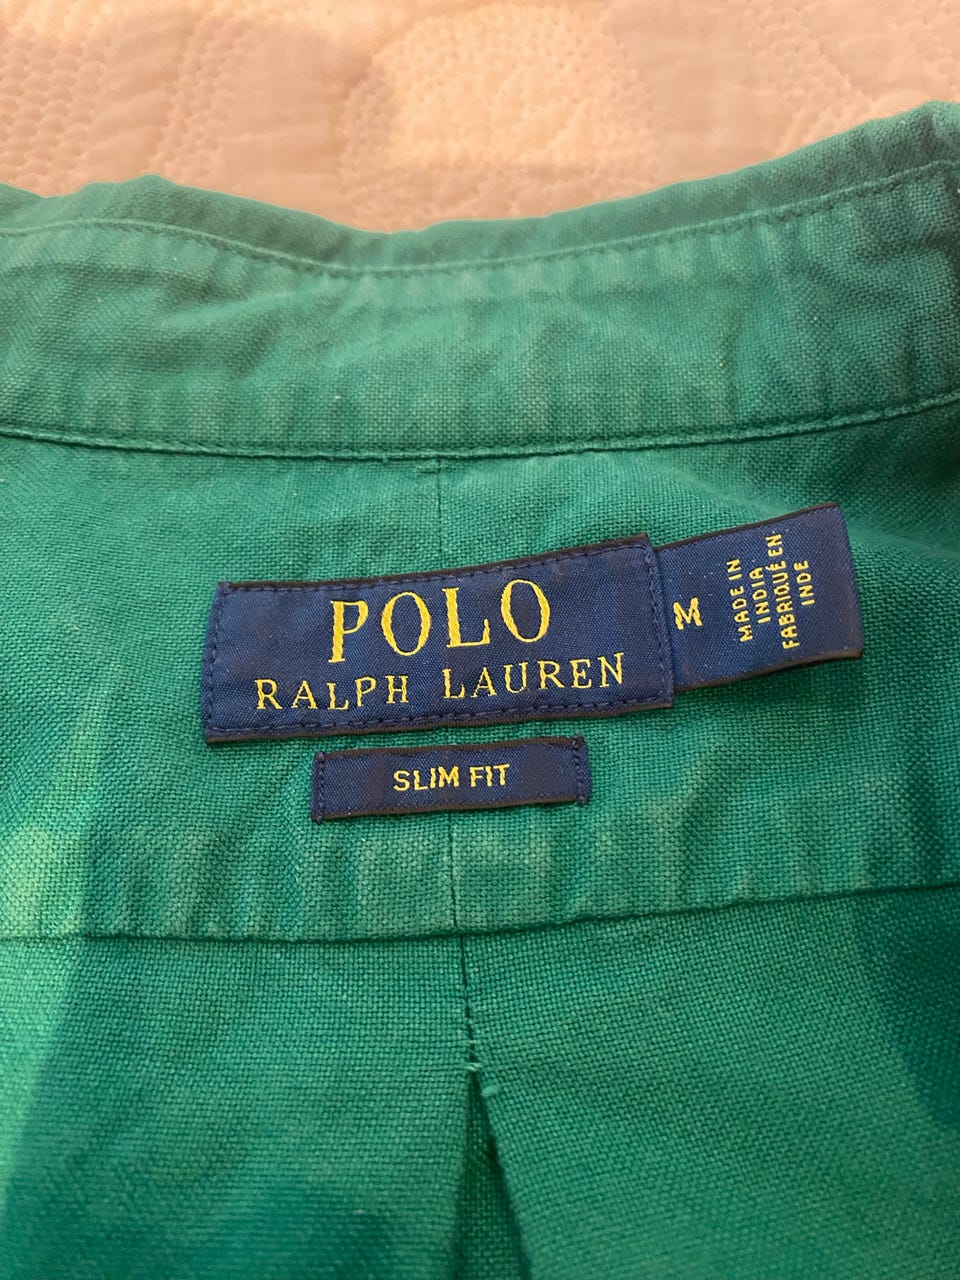 POLO
RALPH LAUREN
M
MADE IN
INDIA
FABRIQUÉ EN
INDE
SLIM FIT